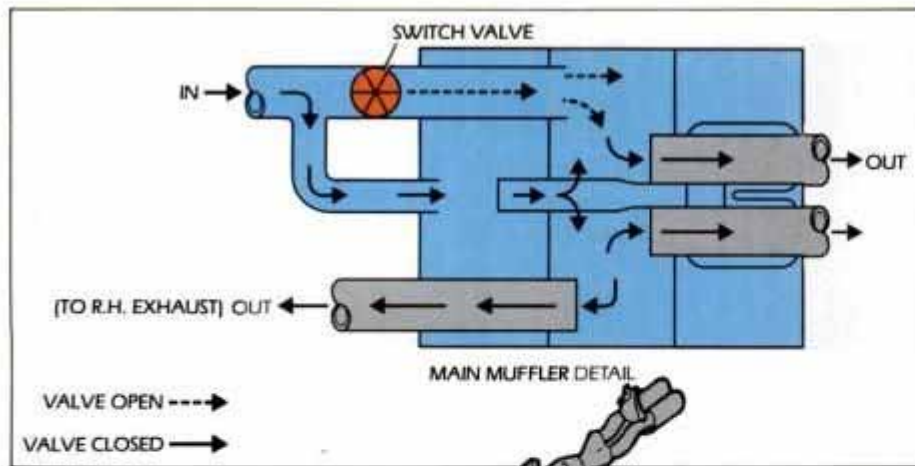 SWITCH VALVE
IN
OUT
(TO R.H. EXHAUST) OUT
MAIN MUFFLER DETAIL
VALVE OPEN
VALVE CLOSED